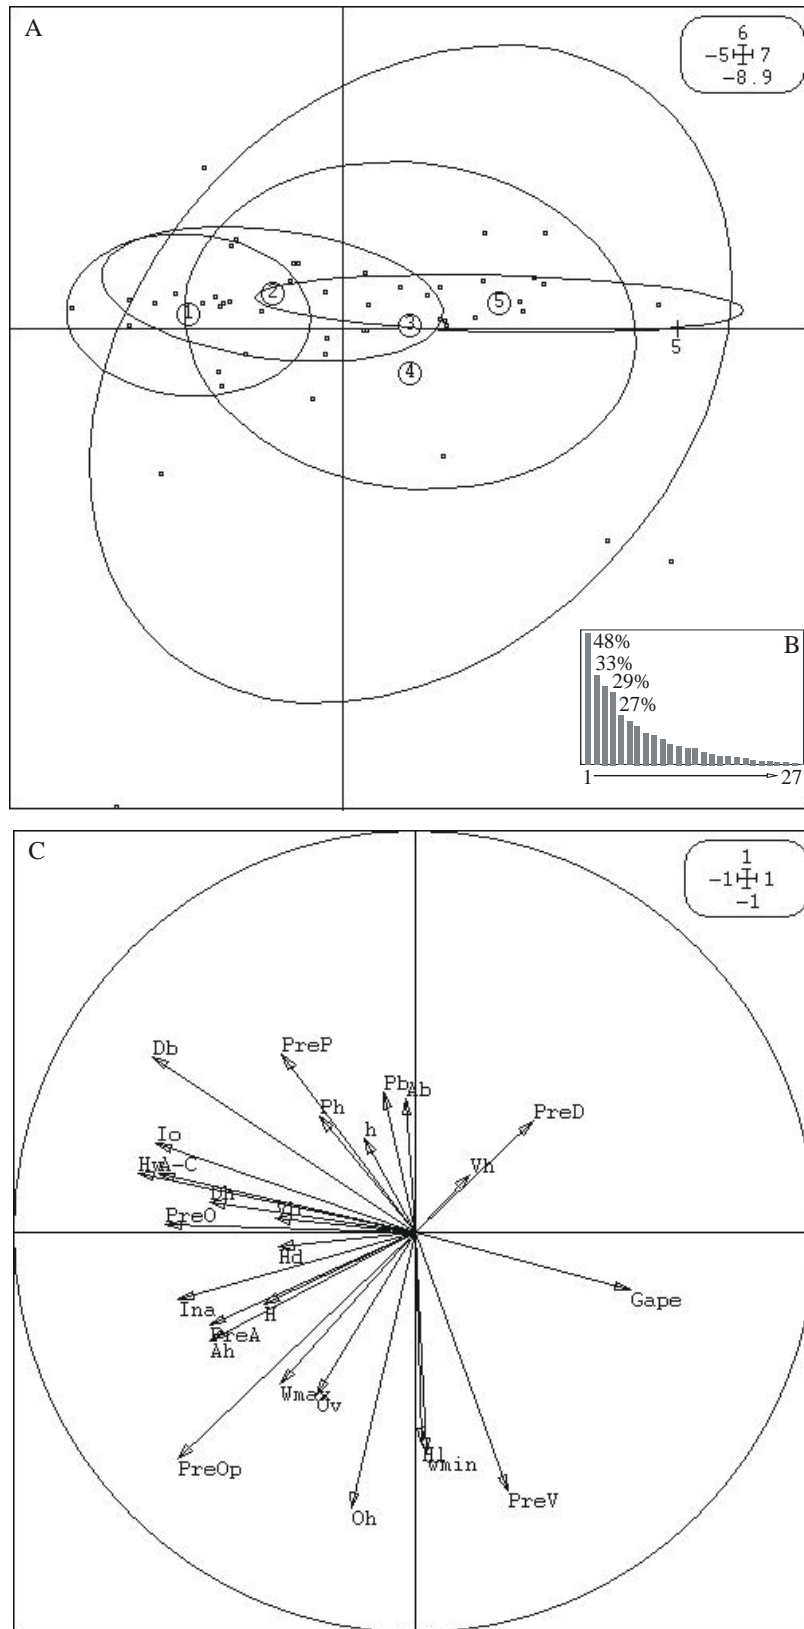 A
6
-5 7
-8.9
2
1
5
3
5
4
B
48%
33%
29%
27%
1 27
C
1
-1 1
-1
Db
PreP
Pb
Ab
Ph
PreD
h
Io
Vh
A-C
Dh
PreO
Hd
Gape
Ina
H
PreA
Ah
Wmax
Ov
PreOp
Hl
wmin
PreV
Oh